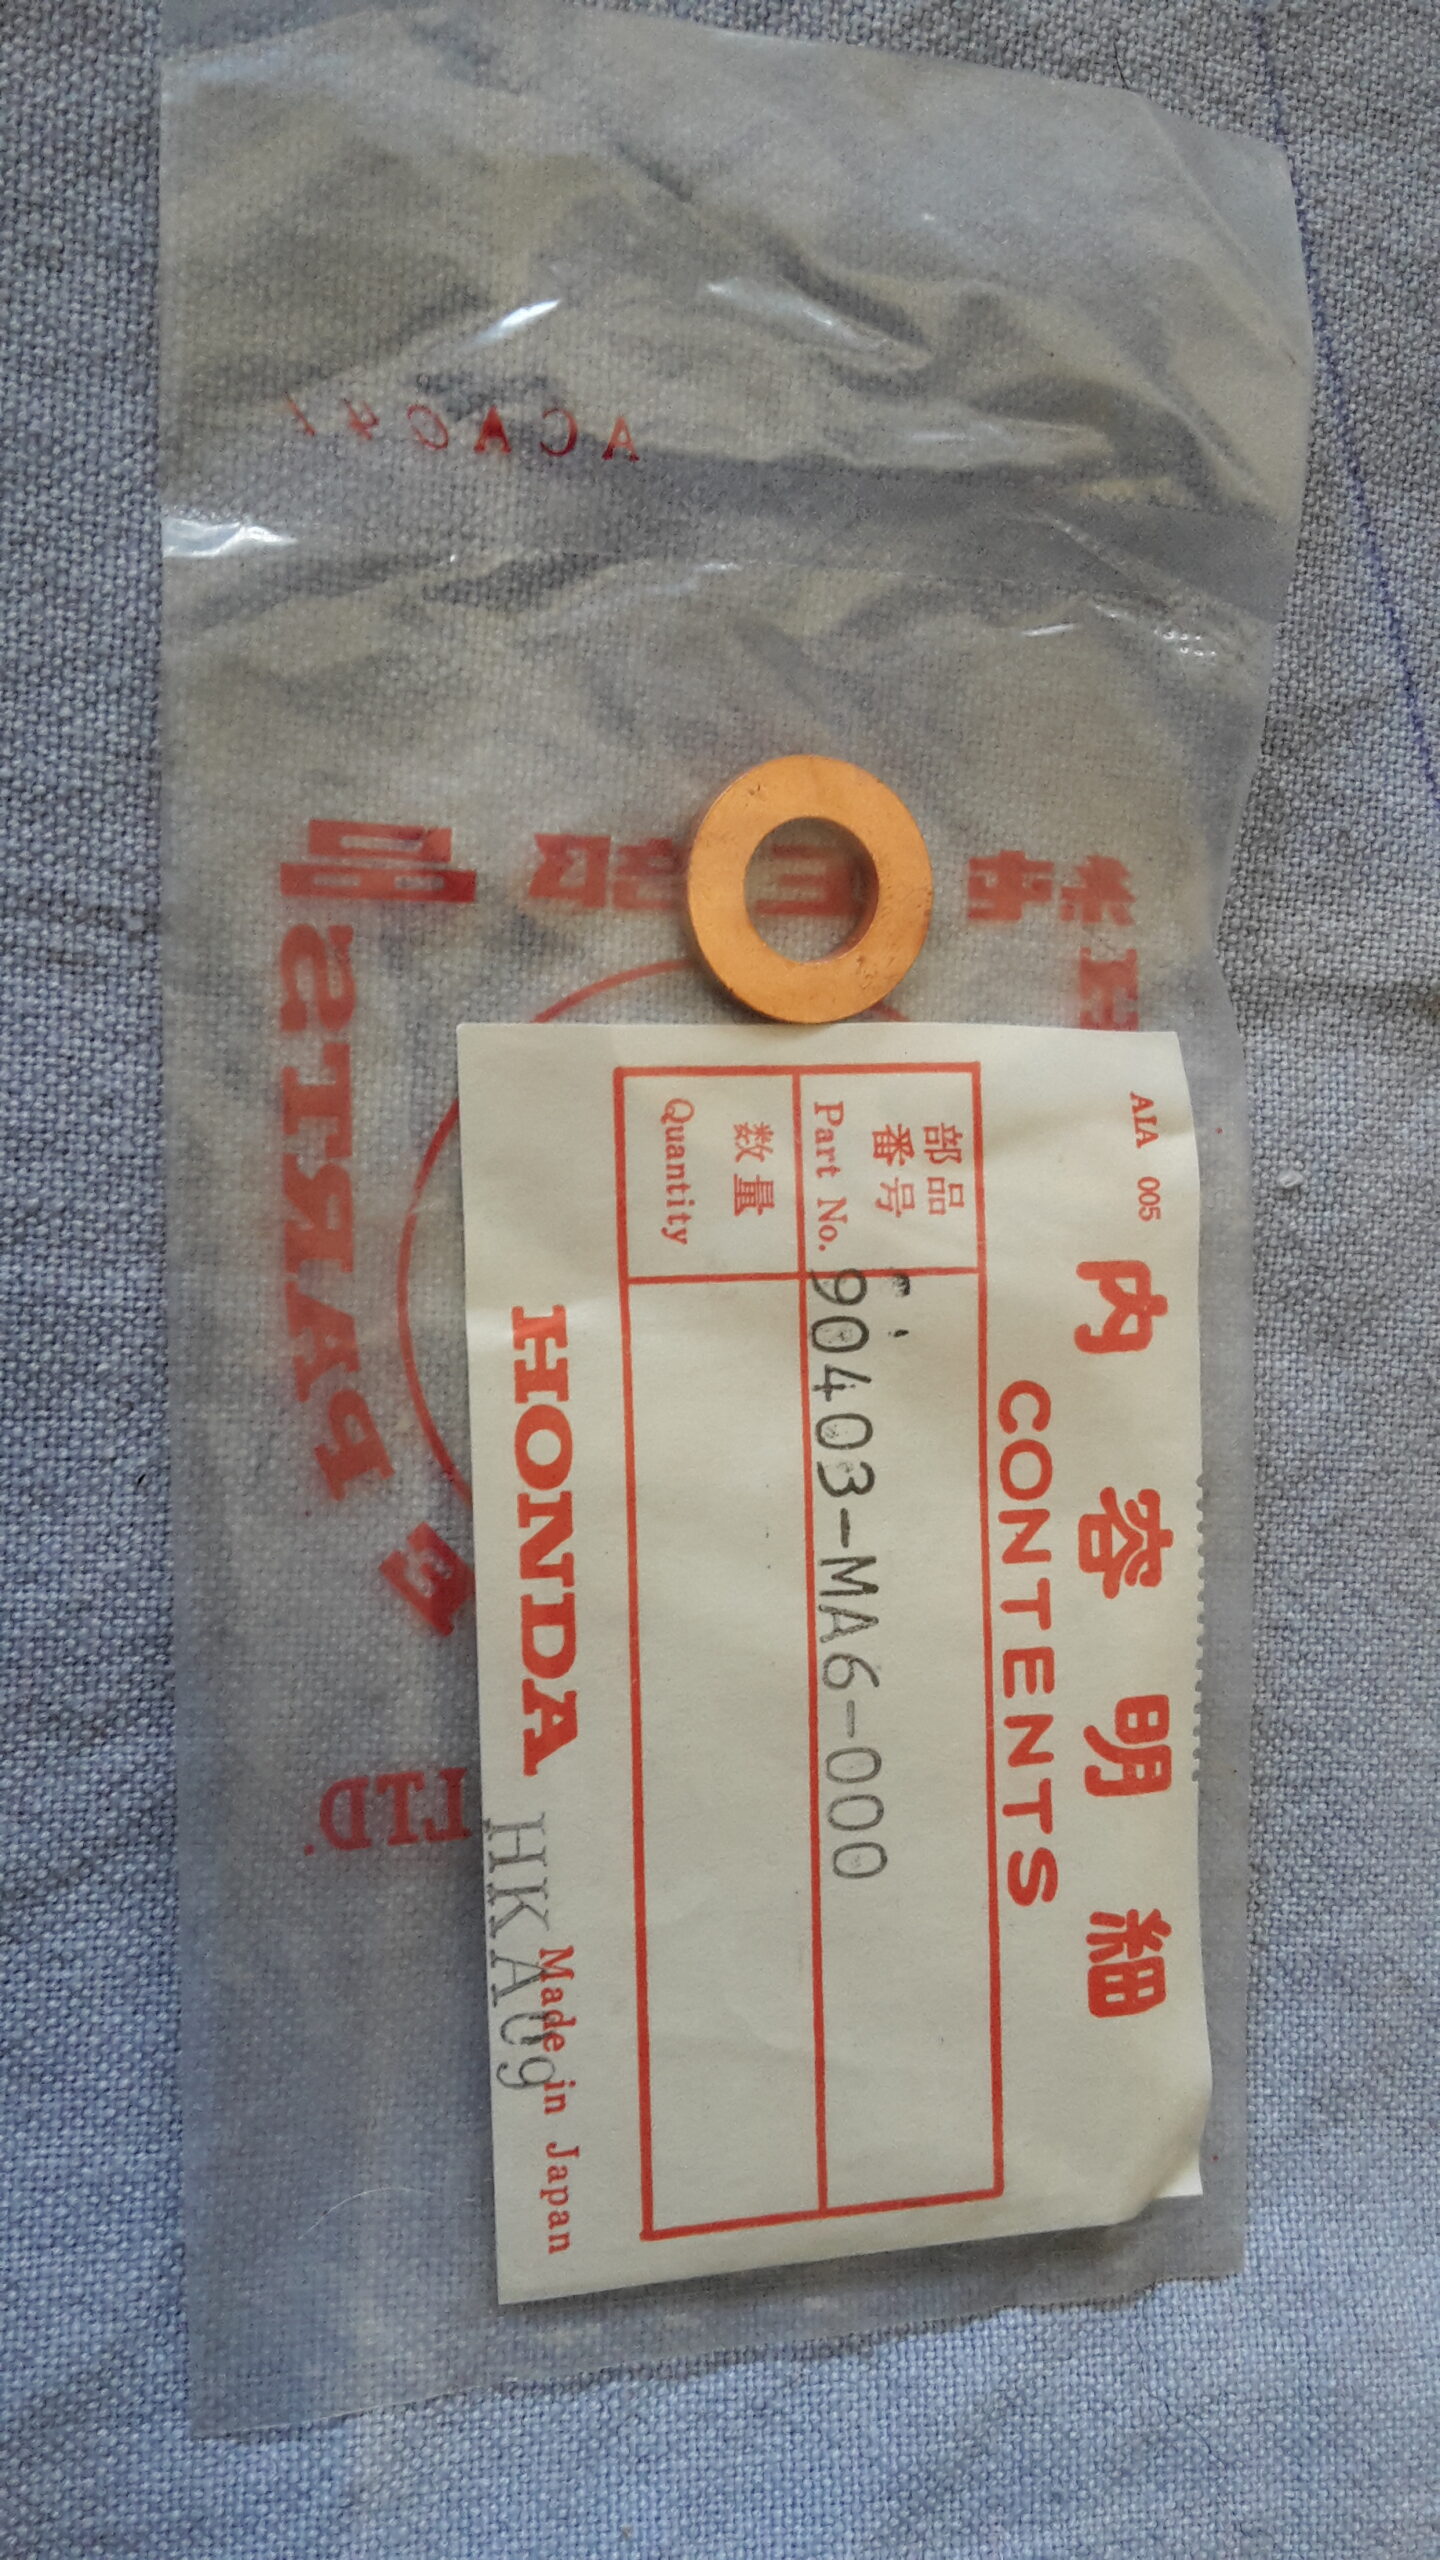 AIA 005
内容明細
CONTENTS
部品
番号
Part No.
90403-MA6-000
数量
Quantity
HONDA
Made in Japan
HKA09
ACA041
PARTS
LTD.